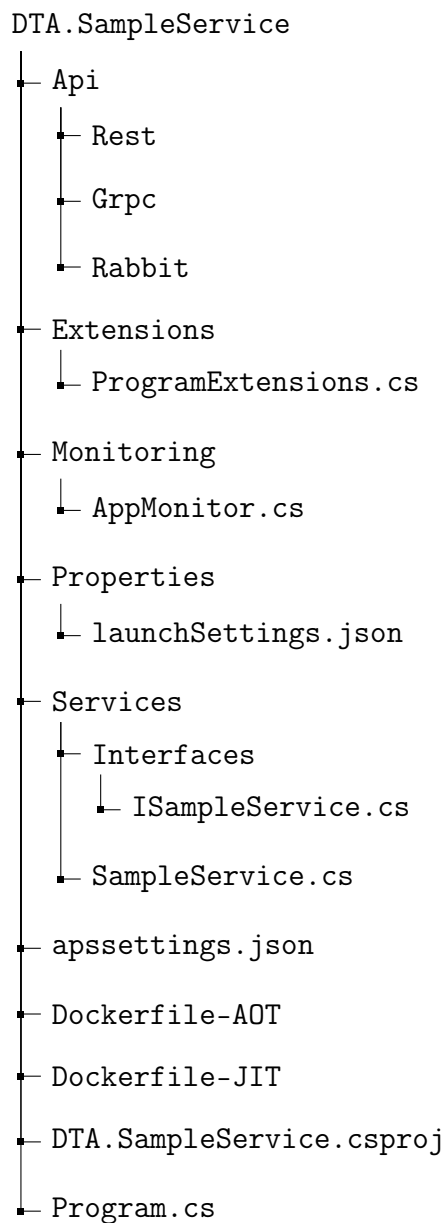 DTA.SampleService
Api
Rest
Grpc
Rabbit
Extensions
ProgramExtensions.cs
Monitoring
AppMonitor.cs
Properties
launchSettings.json
Services
Interfaces
ISampleService.cs
SampleService.cs
apssettings.json
Dockerfile-AOT
Dockerfile-JIT
DTA.SampleService.csproj
Program.cs